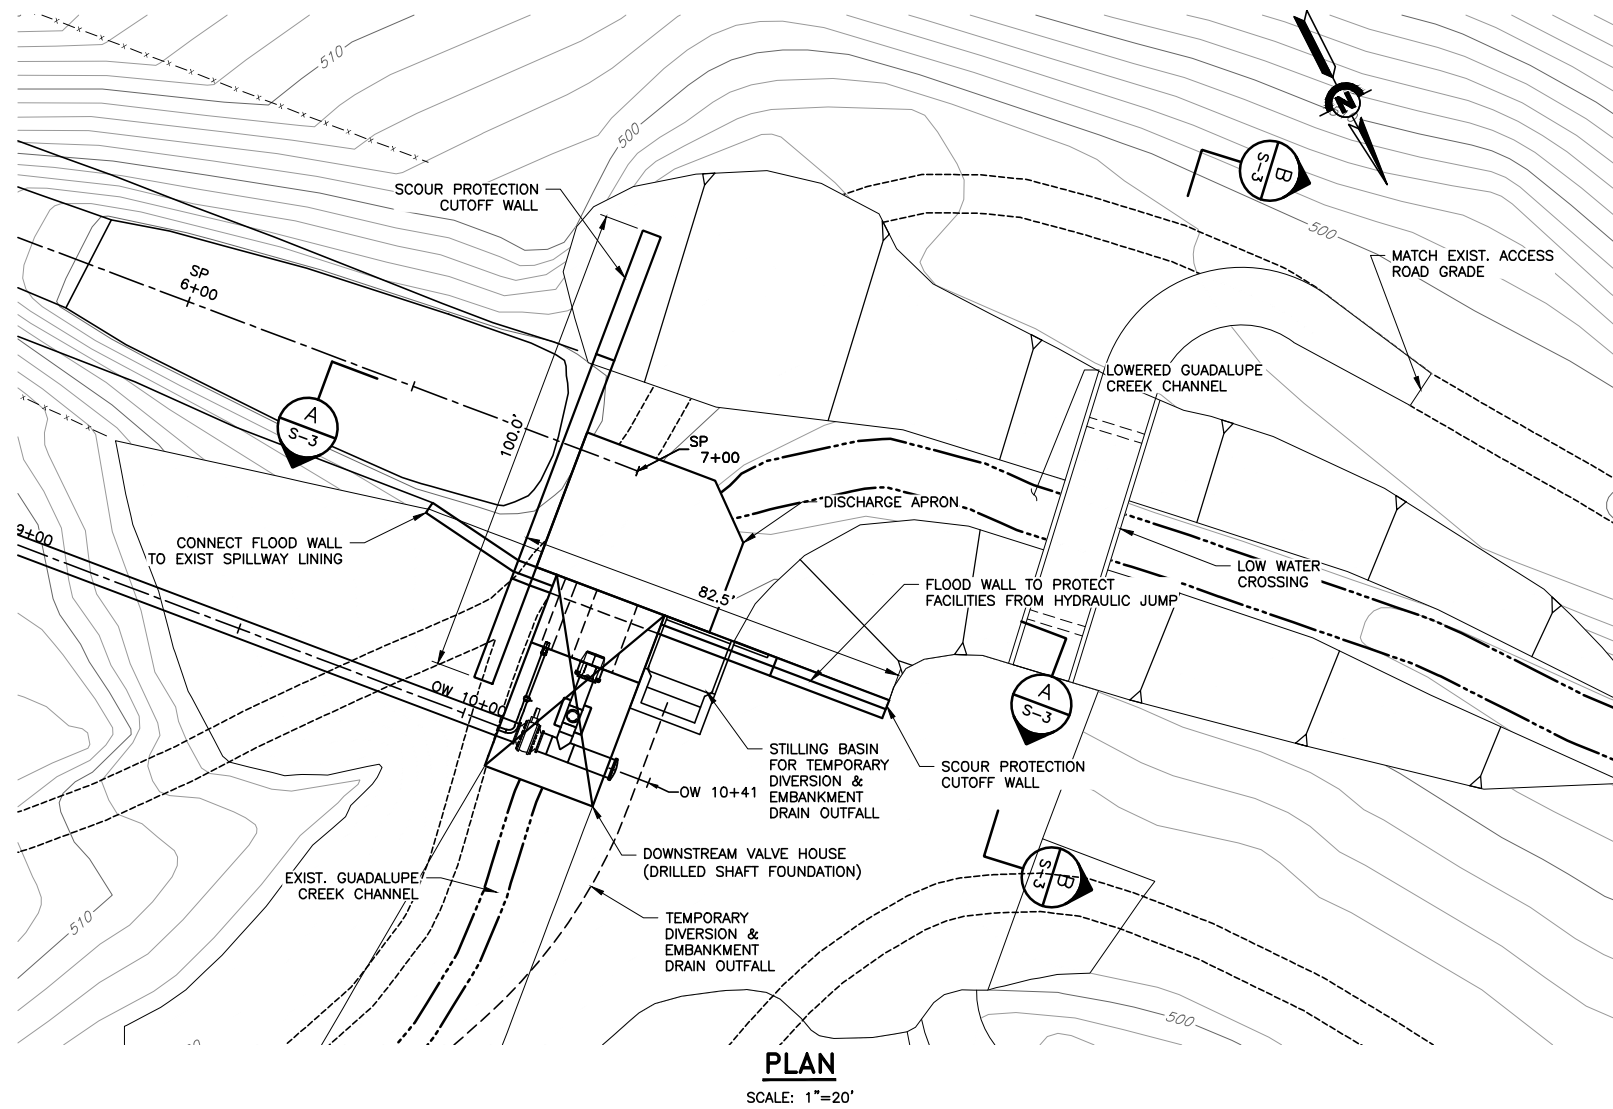 510
500
N
B
S-3
SCOUR PROTECTION
CUTOFF WALL
500
MATCH EXIST. ACCESS
ROAD GRADE
SP
6+00
LOWERED GUADALUPE
CREEK CHANNEL
A
S-3
100.0'
SP
7+00
DISCHARGE APRON
9+00
CONNECT FLOOD WALL
TO EXIST SPILLWAY LINING
LOW WATER
CROSSING
82.5'
FLOOD WALL TO PROTECT
FACILITIES FROM HYDRAULIC JUMP
OW 10+00
A
S-3
STILLING BASIN
FOR TEMPORARY
DIVERSION &
EMBANKMENT
DRAIN OUTFALL
SCOUR PROTECTION
CUTOFF WALL
OW 10+41
DOWNSTREAM VALVE HOUSE
(DRILLED SHAFT FOUNDATION)
EXIST. GUADALUPE
CREEK CHANNEL
B
S-3
510
TEMPORARY
DIVERSION &
EMBANKMENT
DRAIN OUTFALL
500
PLAN
SCALE: 1"=20'